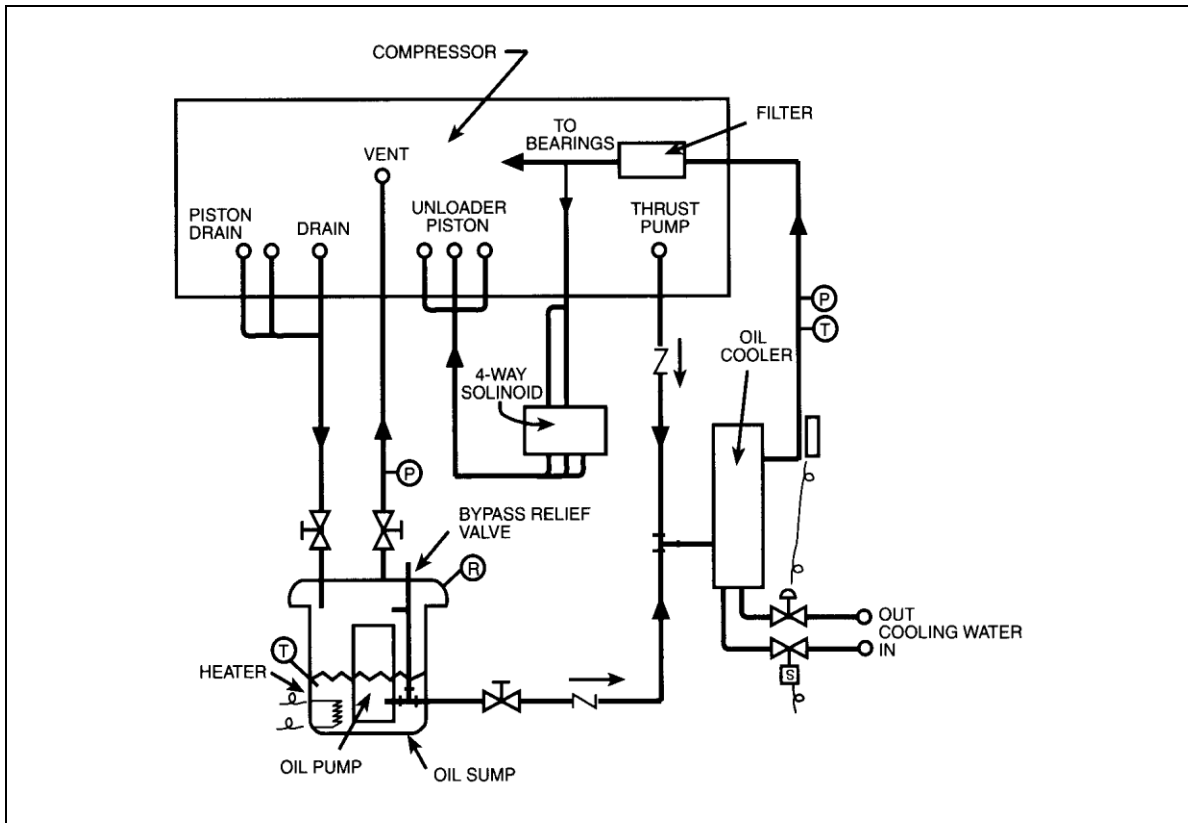 COMPRESSOR
FILTER
TO
BEARINGS
VENT
PISTON
DRAIN
DRAIN
UNLOADER
PISTON
THRUST
PUMP
P
T
OIL
COOLER
4-WAY
SOLINOID
P
BYPASS RELIEF
VALVE
R
OUT
COOLING WATER
IN
T
HEATER
S
OIL PUMP
OIL SUMP